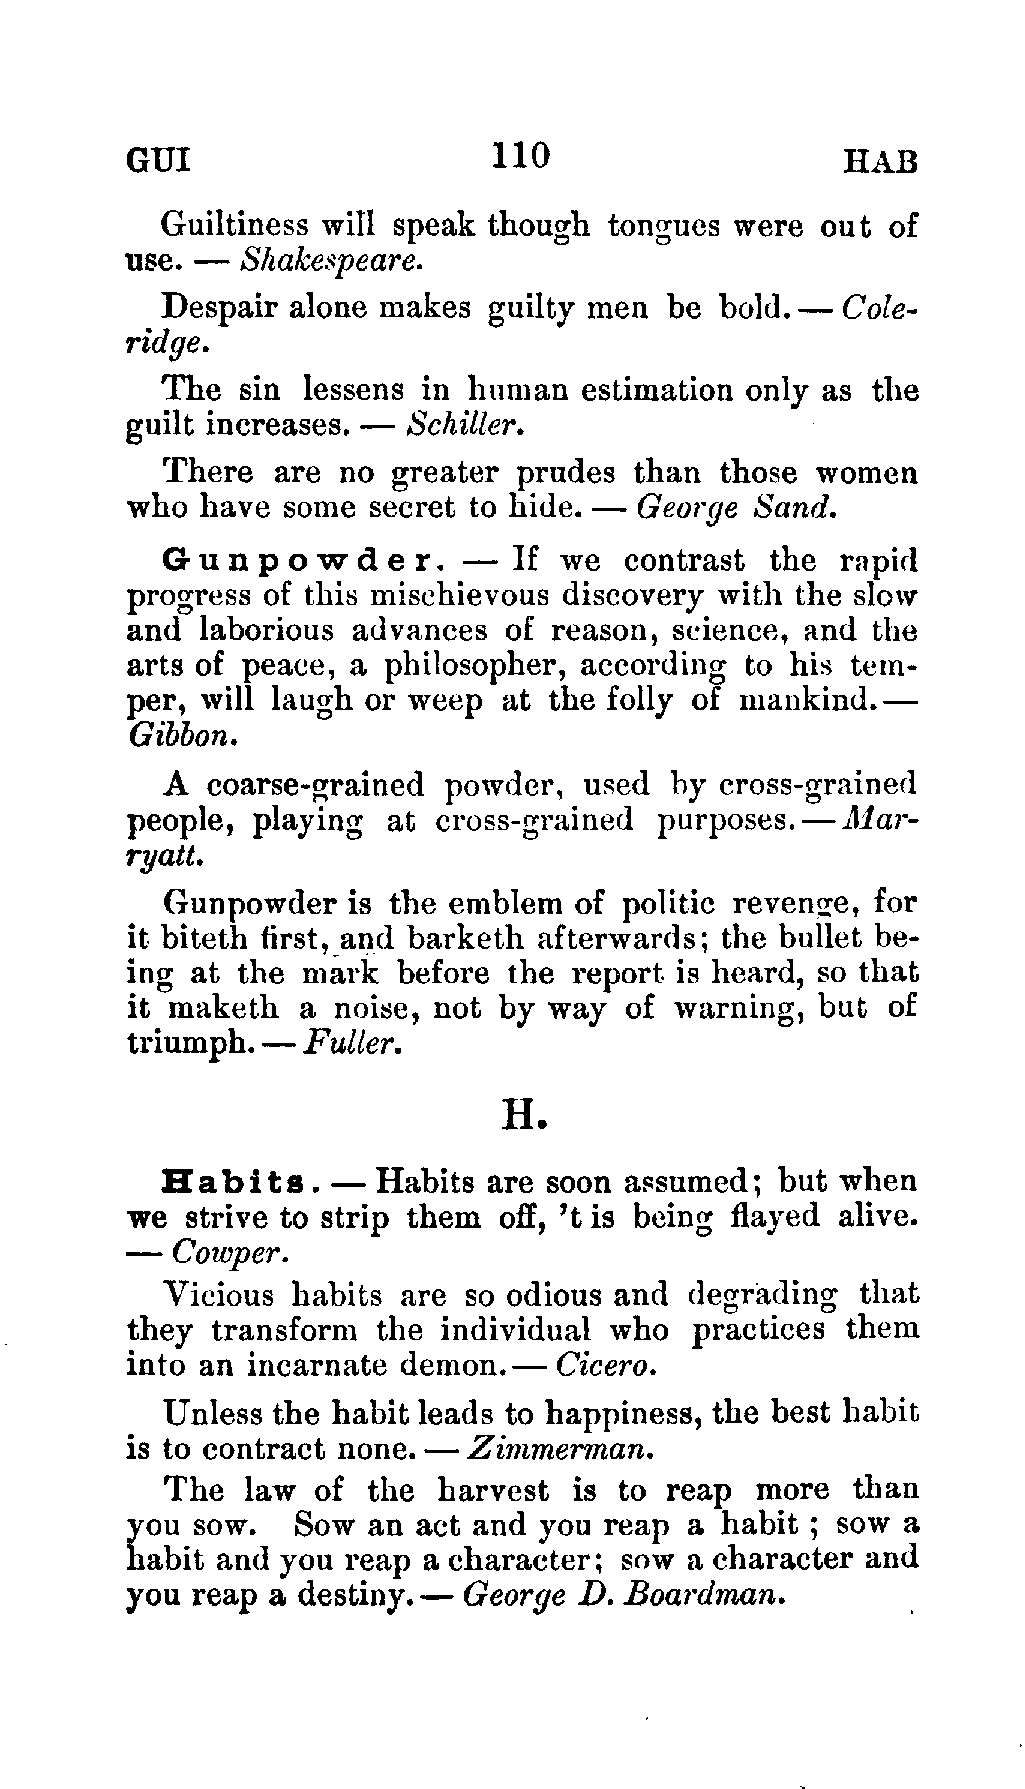 GUI 110 HAB
Guiltiness will speak though tongues were out of
use. — Shakespeare.
Despair alone makes guilty men be bold. — Cole-
ridge.
The sin lessens in human estimation only as the
guilt increases. — Schiller.
There are no greater prudes than those women
who have some secret to hide. — George Sand.
Gunpowder. — If we contrast the rapid
progress of this mischievous discovery with the slow
and laborious advances of reason, science, and the
arts of peace, a philosopher, according to his tem-
per, will laugh or weep at the folly of mankind. —
Gibbon.
A coarse-grained powder, used by cross-grained
people, playing at cross-grained purposes. — Mar-
ryatt.
Gunpowder is the emblem of politic revenge, for
it biteth first, and barketh afterwards; the bullet be-
ing at the mark before the report is heard, so that
it maketh a noise, not by way of warning, but of
triumph. — Fuller.
H.
Habits. — Habits are soon assumed; but when
we strive to strip them off, 't is being flayed alive.
— Cowper.
Vicious habits are so odious and degrading that
they transform the individual who practices them
into an incarnate demon. — Cicero.
Unless the habit leads to happiness, the best habit
is to contract none. — Zimmerman.
The law of the harvest is to reap more than
you sow. Sow an act and you reap a habit ; sow a
habit and you reap a character; sow a character and
you reap a destiny. — George D. Boardman.